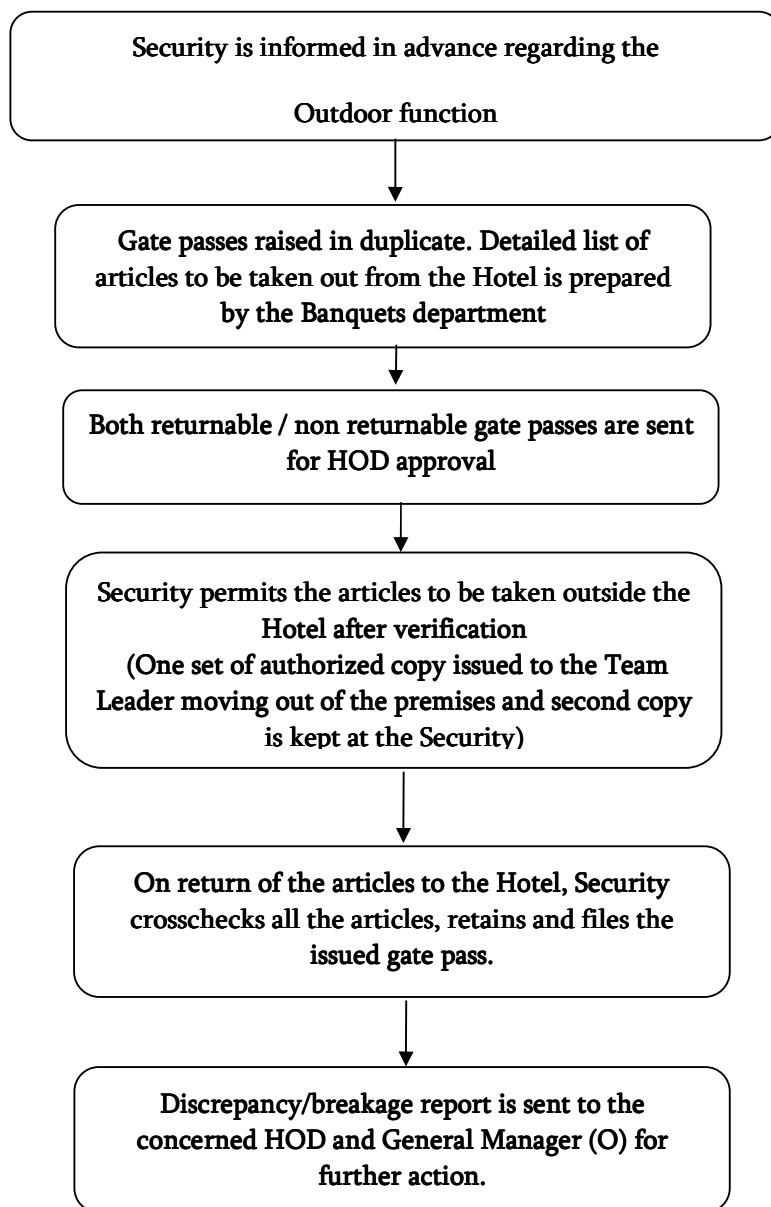 Security is informed in advance regarding the
Outdoor function
Gate passes raised in duplicate. Detailed list of
articles to be taken out from the Hotel is prepared
by the Banquets department
Both returnable / non returnable gate passes are sent
for HOD approval
Security permits the articles to be taken outside the
Hotel after verification
(One set of authorized copy issued to the Team
Leader moving out of the premises and second copy
is kept at the Security)
On return of the articles to the Hotel, Security
crosschecks all the articles, retains and files the
issued gate pass.
Discrepancy/breakage report is sent to the
concerned HOD and General Manager (O) for
further action.